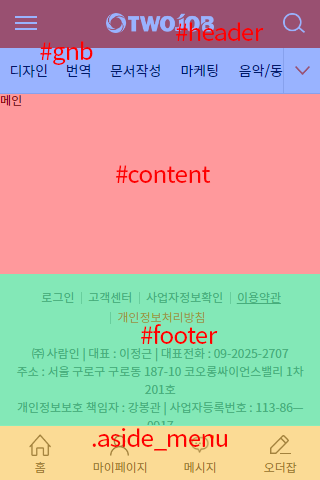 TWOJOB
#header
#gnb
디자인 번역 문서작성 마케팅 음악/동
메인
#content
로그인 | 고객센터 | 사업자정보확인 | 이용약관
| 개인정보처리방침
#footer
㈜사람인 | 대표 : 이정근 | 대표전화 : 09-2025-2707
주소 : 서울 구로구 구로동 187-10 코오롱싸이언스밸리 1차
201호
개인정보보호 책임자 : 강봉관 | 사업자등록번호 : 113-86—
0017
.aside_menu
홈 마이페이지 메시지 오더잡